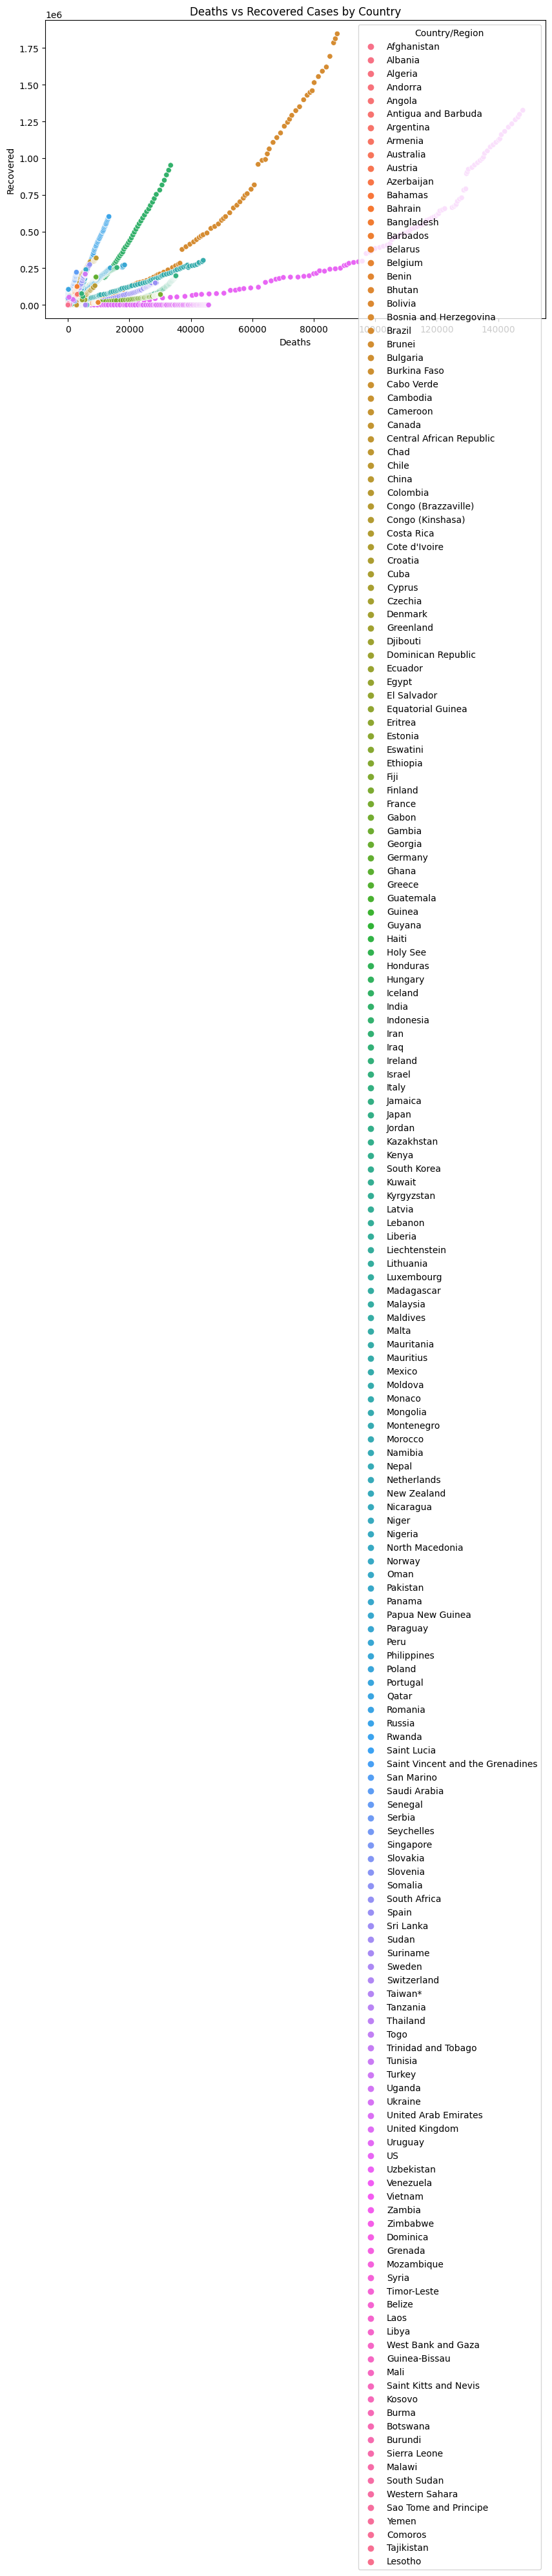 Deaths vs Recovered Cases by Country
1e6
1.75
1.50
1.25
1.00
0.75
0.50
0.25
0.00
Recovered
0
20000
40000
60000
80000
100000
120000
140000
Deaths
Country/Region
Afghanistan
Albania
Algeria
Andorra
Angola
Antigua and Barbuda
Argentina
Armenia
Australia
Austria
Azerbaijan
Bahamas
Bahrain
Bangladesh
Barbados
Belarus
Belgium
Benin
Bhutan
Bolivia
Bosnia and Herzegovina
Brazil
Brunei
Bulgaria
Burkina Faso
Cabo Verde
Cambodia
Cameroon
Canada
Central African Republic
Chad
Chile
China
Colombia
Congo (Brazzaville)
Congo (Kinshasa)
Costa Rica
Cote d'Ivoire
Croatia
Cuba
Cyprus
Czechia
Denmark
Greenland
Djibouti
Dominican Republic
Ecuador
Egypt
El Salvador
Equatorial Guinea
Eritrea
Estonia
Eswatini
Ethiopia
Fiji
Finland
France
Gabon
Gambia
Georgia
Germany
Ghana
Greece
Guatemala
Guinea
Guyana
Haiti
Holy See
Honduras
Hungary
Iceland
India
Indonesia
Iran
Iraq
Ireland
Israel
Italy
Jamaica
Japan
Jordan
Kazakhstan
Kenya
South Korea
Kuwait
Kyrgyzstan
Latvia
Lebanon
Liberia
Liechtenstein
Lithuania
Luxembourg
Madagascar
Malaysia
Maldives
Malta
Mauritania
Mauritius
Mexico
Moldova
Monaco
Mongolia
Montenegro
Morocco
Namibia
Nepal
Netherlands
New Zealand
Nicaragua
Niger
Nigeria
North Macedonia
Norway
Oman
Pakistan
Panama
Papua New Guinea
Paraguay
Peru
Philippines
Poland
Portugal
Qatar
Romania
Russia
Rwanda
Saint Lucia
Saint Vincent and the Grenadines
San Marino
Saudi Arabia
Senegal
Serbia
Seychelles
Singapore
Slovakia
Slovenia
Somalia
South Africa
Spain
Sri Lanka
Sudan
Suriname
Sweden
Switzerland
Taiwan*
Tanzania
Thailand
Togo
Trinidad and Tobago
Tunisia
Turkey
Uganda
Ukraine
United Arab Emirates
United Kingdom
Uruguay
US
Uzbekistan
Venezuela
Vietnam
Zambia
Zimbabwe
Dominica
Grenada
Mozambique
Syria
Timor-Leste
Belize
Laos
Libya
West Bank and Gaza
Guinea-Bissau
Mali
Saint Kitts and Nevis
Kosovo
Burma
Botswana
Burundi
Sierra Leone
Malawi
South Sudan
Western Sahara
Sao Tome and Principe
Yemen
Comoros
Tajikistan
Lesotho